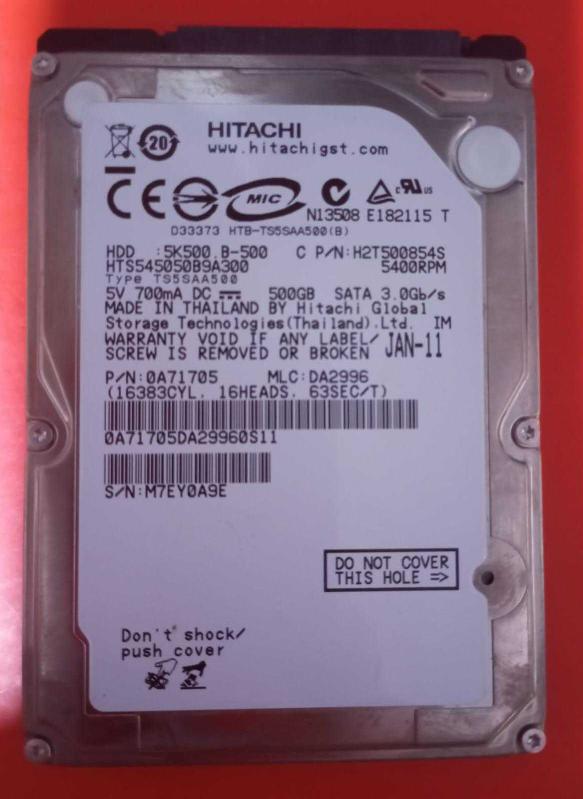 20
HITACHI
www.hitachigst.com
CE MIC c UL us
N13508 E182115 T
D33373 HTB-TS5SAA500(B)
HDD :5K500.B-500 C P/N:H2T500854S
HTS545050B9A300 5400RPM
Type TS5SAA500
5V 700mA DC 500GB SATA 3.0Gb/s
MADE IN THAILAND BY Hitachi Global
Storage Technologies(Thailand).Ltd. IM
WARRANTY VOID IF ANY LABEL/
SCREW IS REMOVED OR BROKEN JAN-11
P/N:0A71705 MLC:DA2996
(16383CYL. 16HEADS. 63SEC/T)
0A71705DA29960S11
S/N:M7EY0A9E
DO NOT COVER
THIS HOLE =>
Don't shock/
push cover